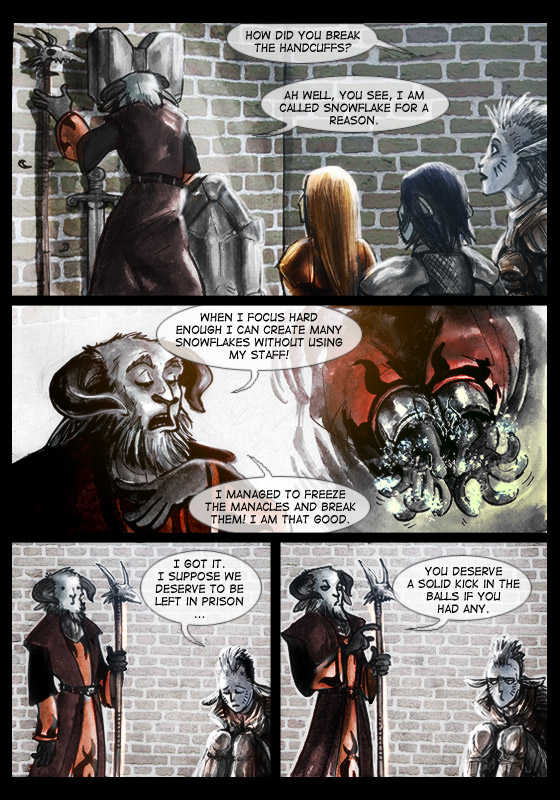 HOW DID YOU BREAK
THE HANDCUFFS?
AH WELL, YOU SEE, I AM
CALLED SNOWFLAKE FOR A
REASON.
WHEN I FOCUS HARD
ENOUGH I CAN CREATE MANY
SNOWFLAKES WITHOUT USING
MY STAFF!
I MANAGED TO FREEZE
THE MANACLES AND BREAK
THEM! I AM THAT GOOD.
I GOT IT.
I SUPPOSE WE
DESERVE TO BE
LEFT IN PRISON
...
YOU DESERVE
A SOLID KICK IN THE
BALLS IF YOU
HAD ANY.